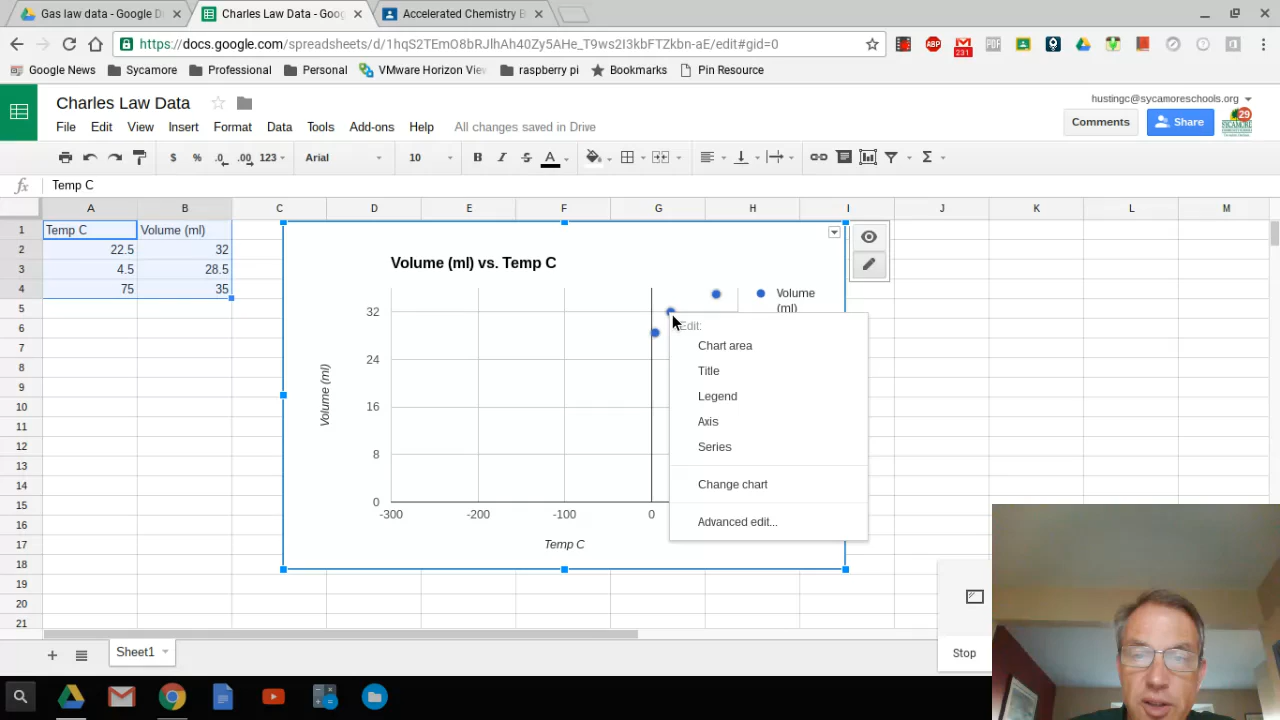 Gas law data - Google D
Charles Law Data - Goog
Accelerated Chemistry B
https://docs.google.com/spreadsheets/d/1hqS2TEmO8bRJlhAh40Zy5AHe_T9ws2I3kbFTZkbn-aE/edit#gid=0
ABP
231
PDF
Google News
Sycamore
Professional
Personal
VMware Horizon View
raspberry pi
Bookmarks
Pin Resource
Charles Law Data
hustingc@sycamoreschools.org
File Edit View Insert Format Data Tools Add-ons Help All changes saved in Drive
Comments
Share
29
$ % .0 .00 123 Arial 10 B I S A
fx Temp C
A B C D E F G H I J K L M
1 Temp C Volume (ml)
2 22.5 32
3 4.5 28.5
4 75 35
5
6
7
8
9
10
11
12
13
14
15
16
17
18
19
20
21
Volume (ml) vs. Temp C
Volume (ml)
32
24
16
8
0
-300 -200 -100 0
Temp C
Volume (ml)
Edit:
Chart area
Title
Legend
Axis
Series
Change chart
Advanced edit...
Stop
Sheet1